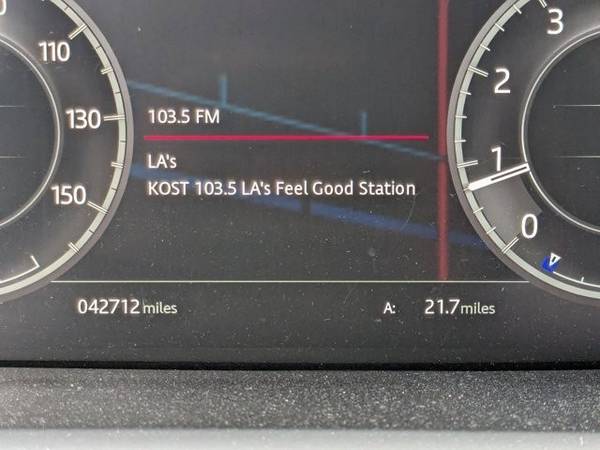 110
130
150
103.5 FM
LA's
KOST 103.5 LA's Feel Good Station
3
2
1
0
042712 miles
A: 21.7 miles